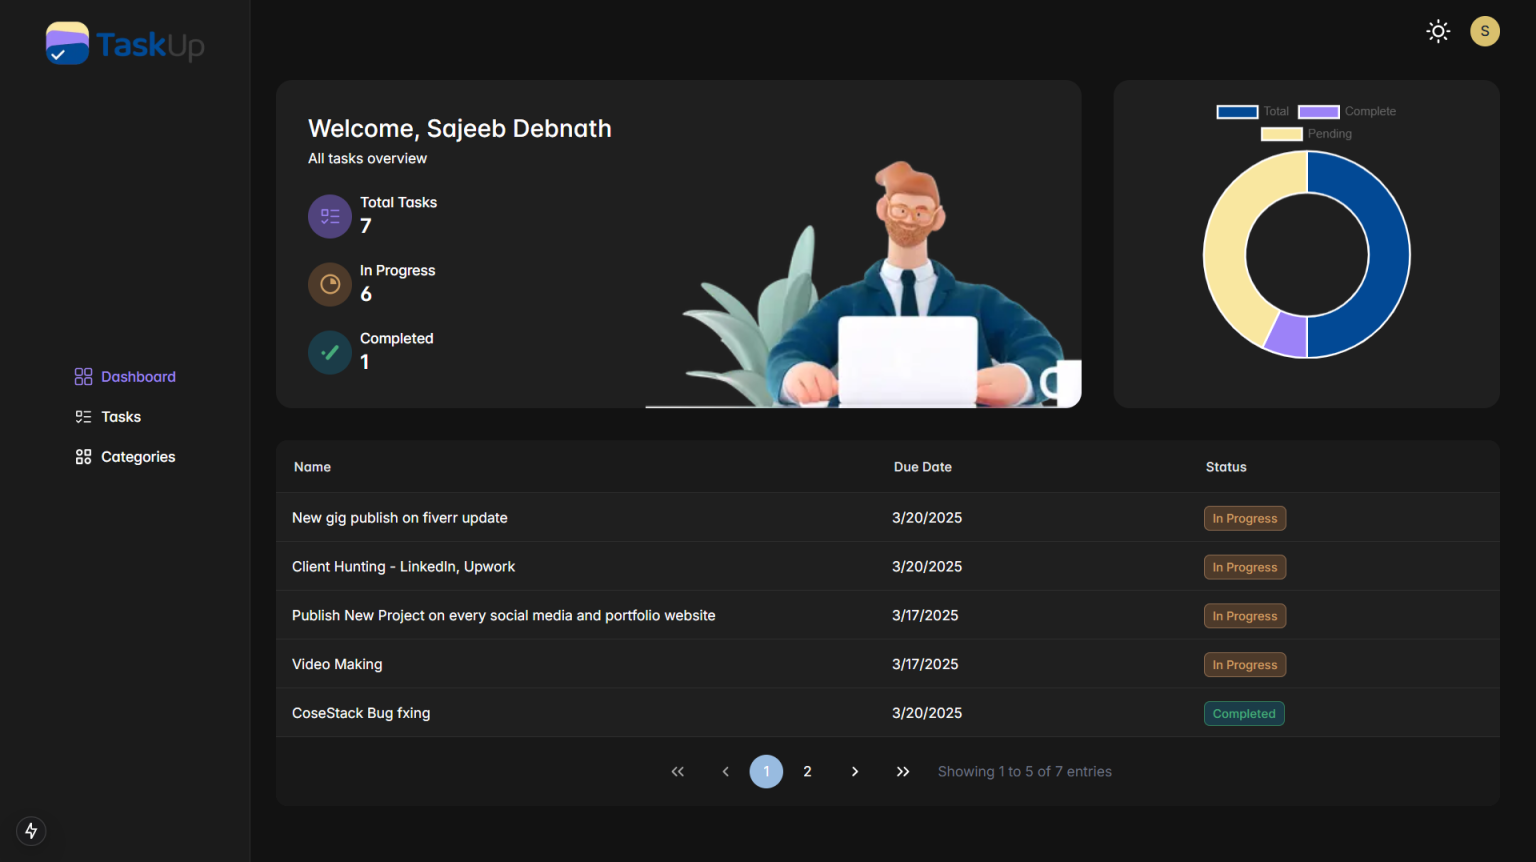 TaskUp
S
Dashboard
Tasks
Categories
Welcome, Sajeeb Debnath
All tasks overview
Total Tasks
7
In Progress
6
Completed
1
Total Complete
Pending
Name Due Date Status
New gig publish on fiverr update 3/20/2025 In Progress
Client Hunting - LinkedIn, Upwork 3/20/2025 In Progress
Publish New Project on every social media and portfolio website 3/17/2025 In Progress
Video Making 3/17/2025 In Progress
CoseStack Bug fxing 3/20/2025 Completed
1 2 Showing 1 to 5 of 7 entries